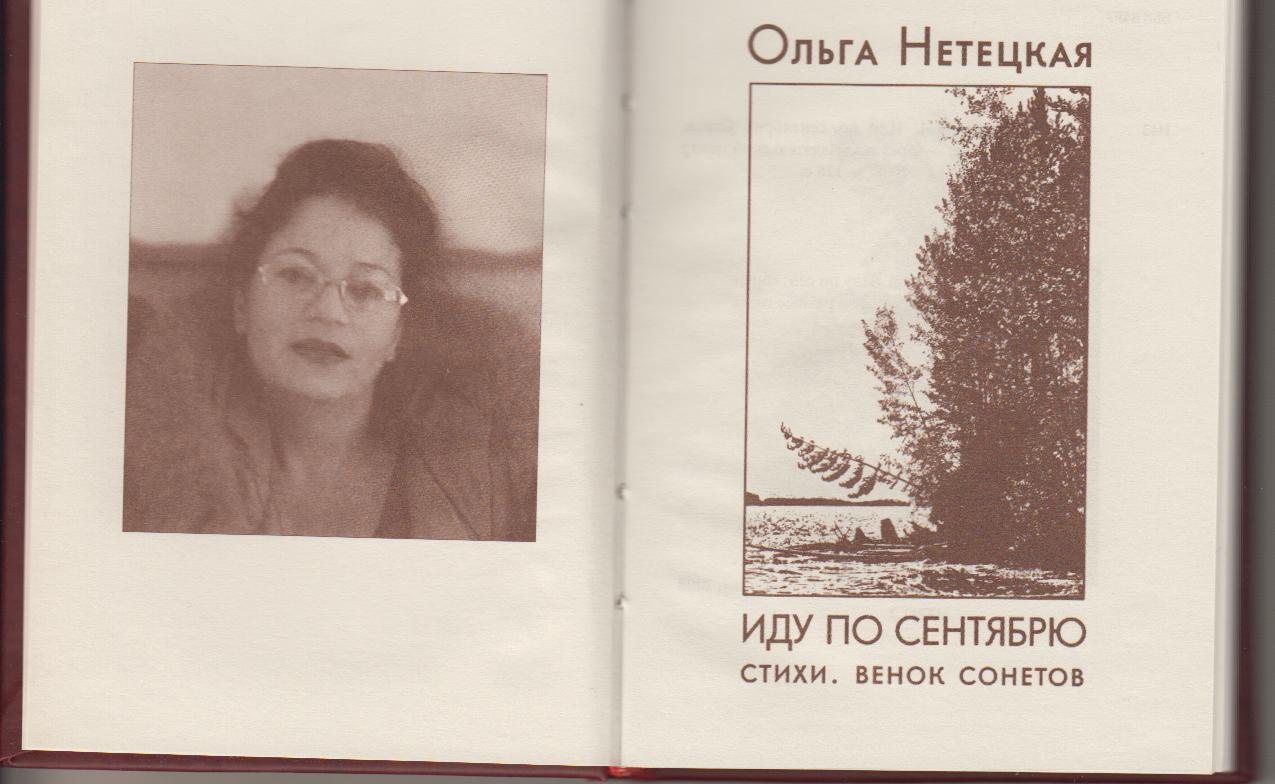 Ольга Нетецкая
ИДУ ПО СЕНТЯБРЮ
СТИХИ. ВЕНОК СОНЕТОВ